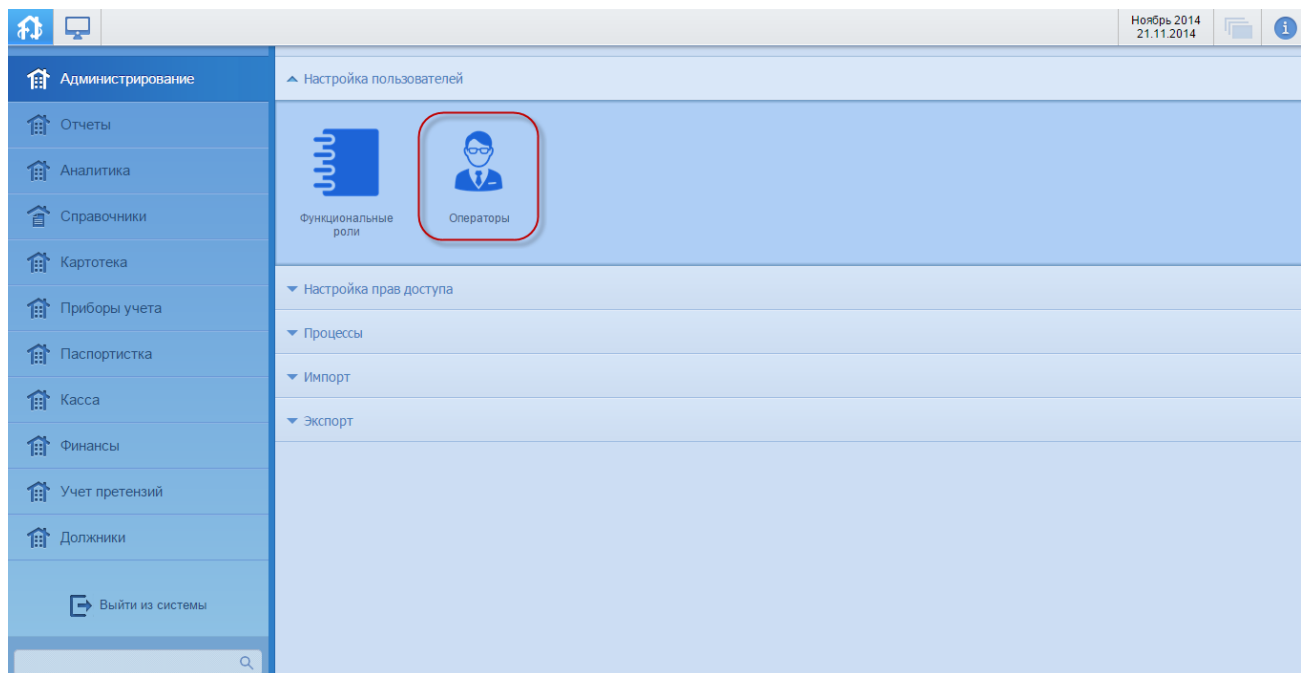 Ноябрь 2014
21.11.2014
Администрирование
Отчеты
Аналитика
Справочники
Картотека
Приборы учета
Паспортистка
Касса
Финансы
Учет претензий
Должники
Выйти из системы
Настройка пользователей
Функциональные
роли
Операторы
Настройка прав доступа
Процессы
Импорт
Экспорт